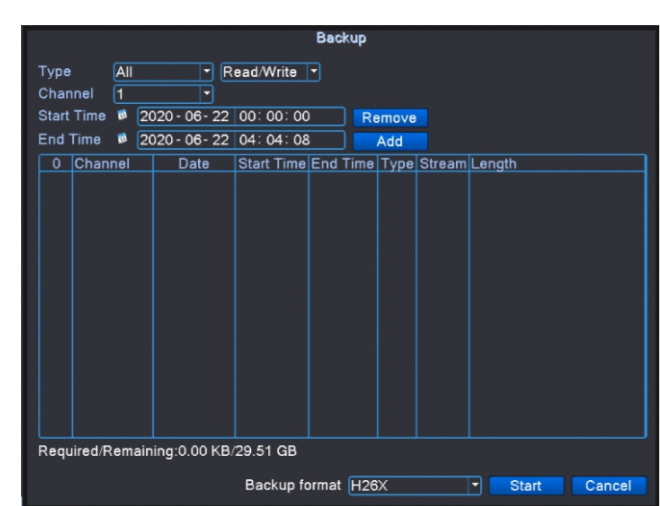 Backup
Type All Read/Write
Channel 1
Start Time 2020-06-22 00:00:00 Remove
End Time 2020-06-22 04:04:08 Add
0 Channel Date Start Time End Time Type Stream Length
Required/Remaining:0.00 KB/29.51 GB
Backup format H26X Start Cancel